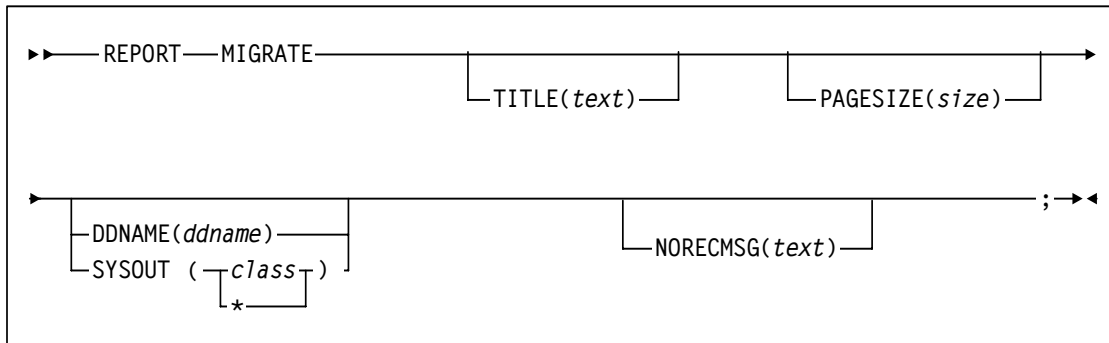 REPORT MIGRATE
TITLE(text) PAGESIZE(size)
;
DDNAME(ddname) NORECMSG(text)
SYSOUT ( class )
*